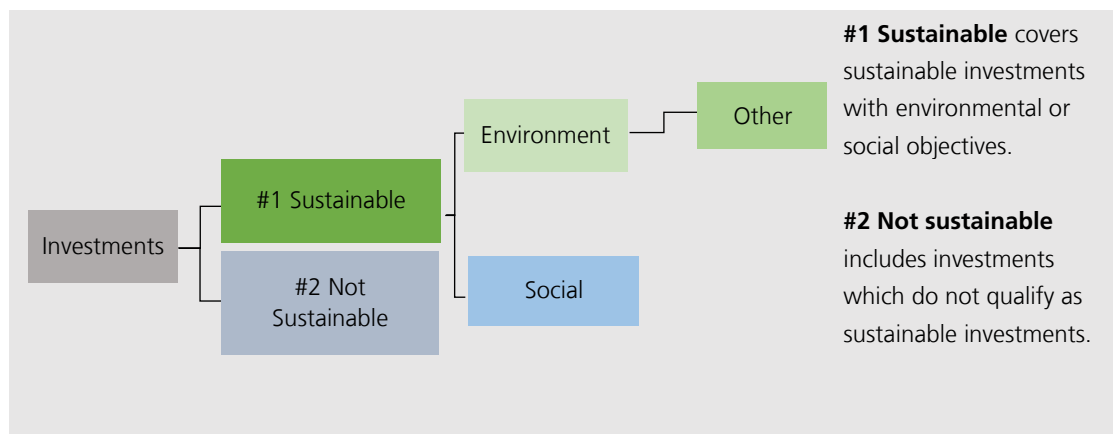 Investments
#1 Sustainable
#2 Not
Sustainable
Environment
Social
Other
#1 Sustainable covers
sustainable investments
with environmental or
social objectives.
#2 Not sustainable
includes investments
which do not qualify as
sustainable investments.